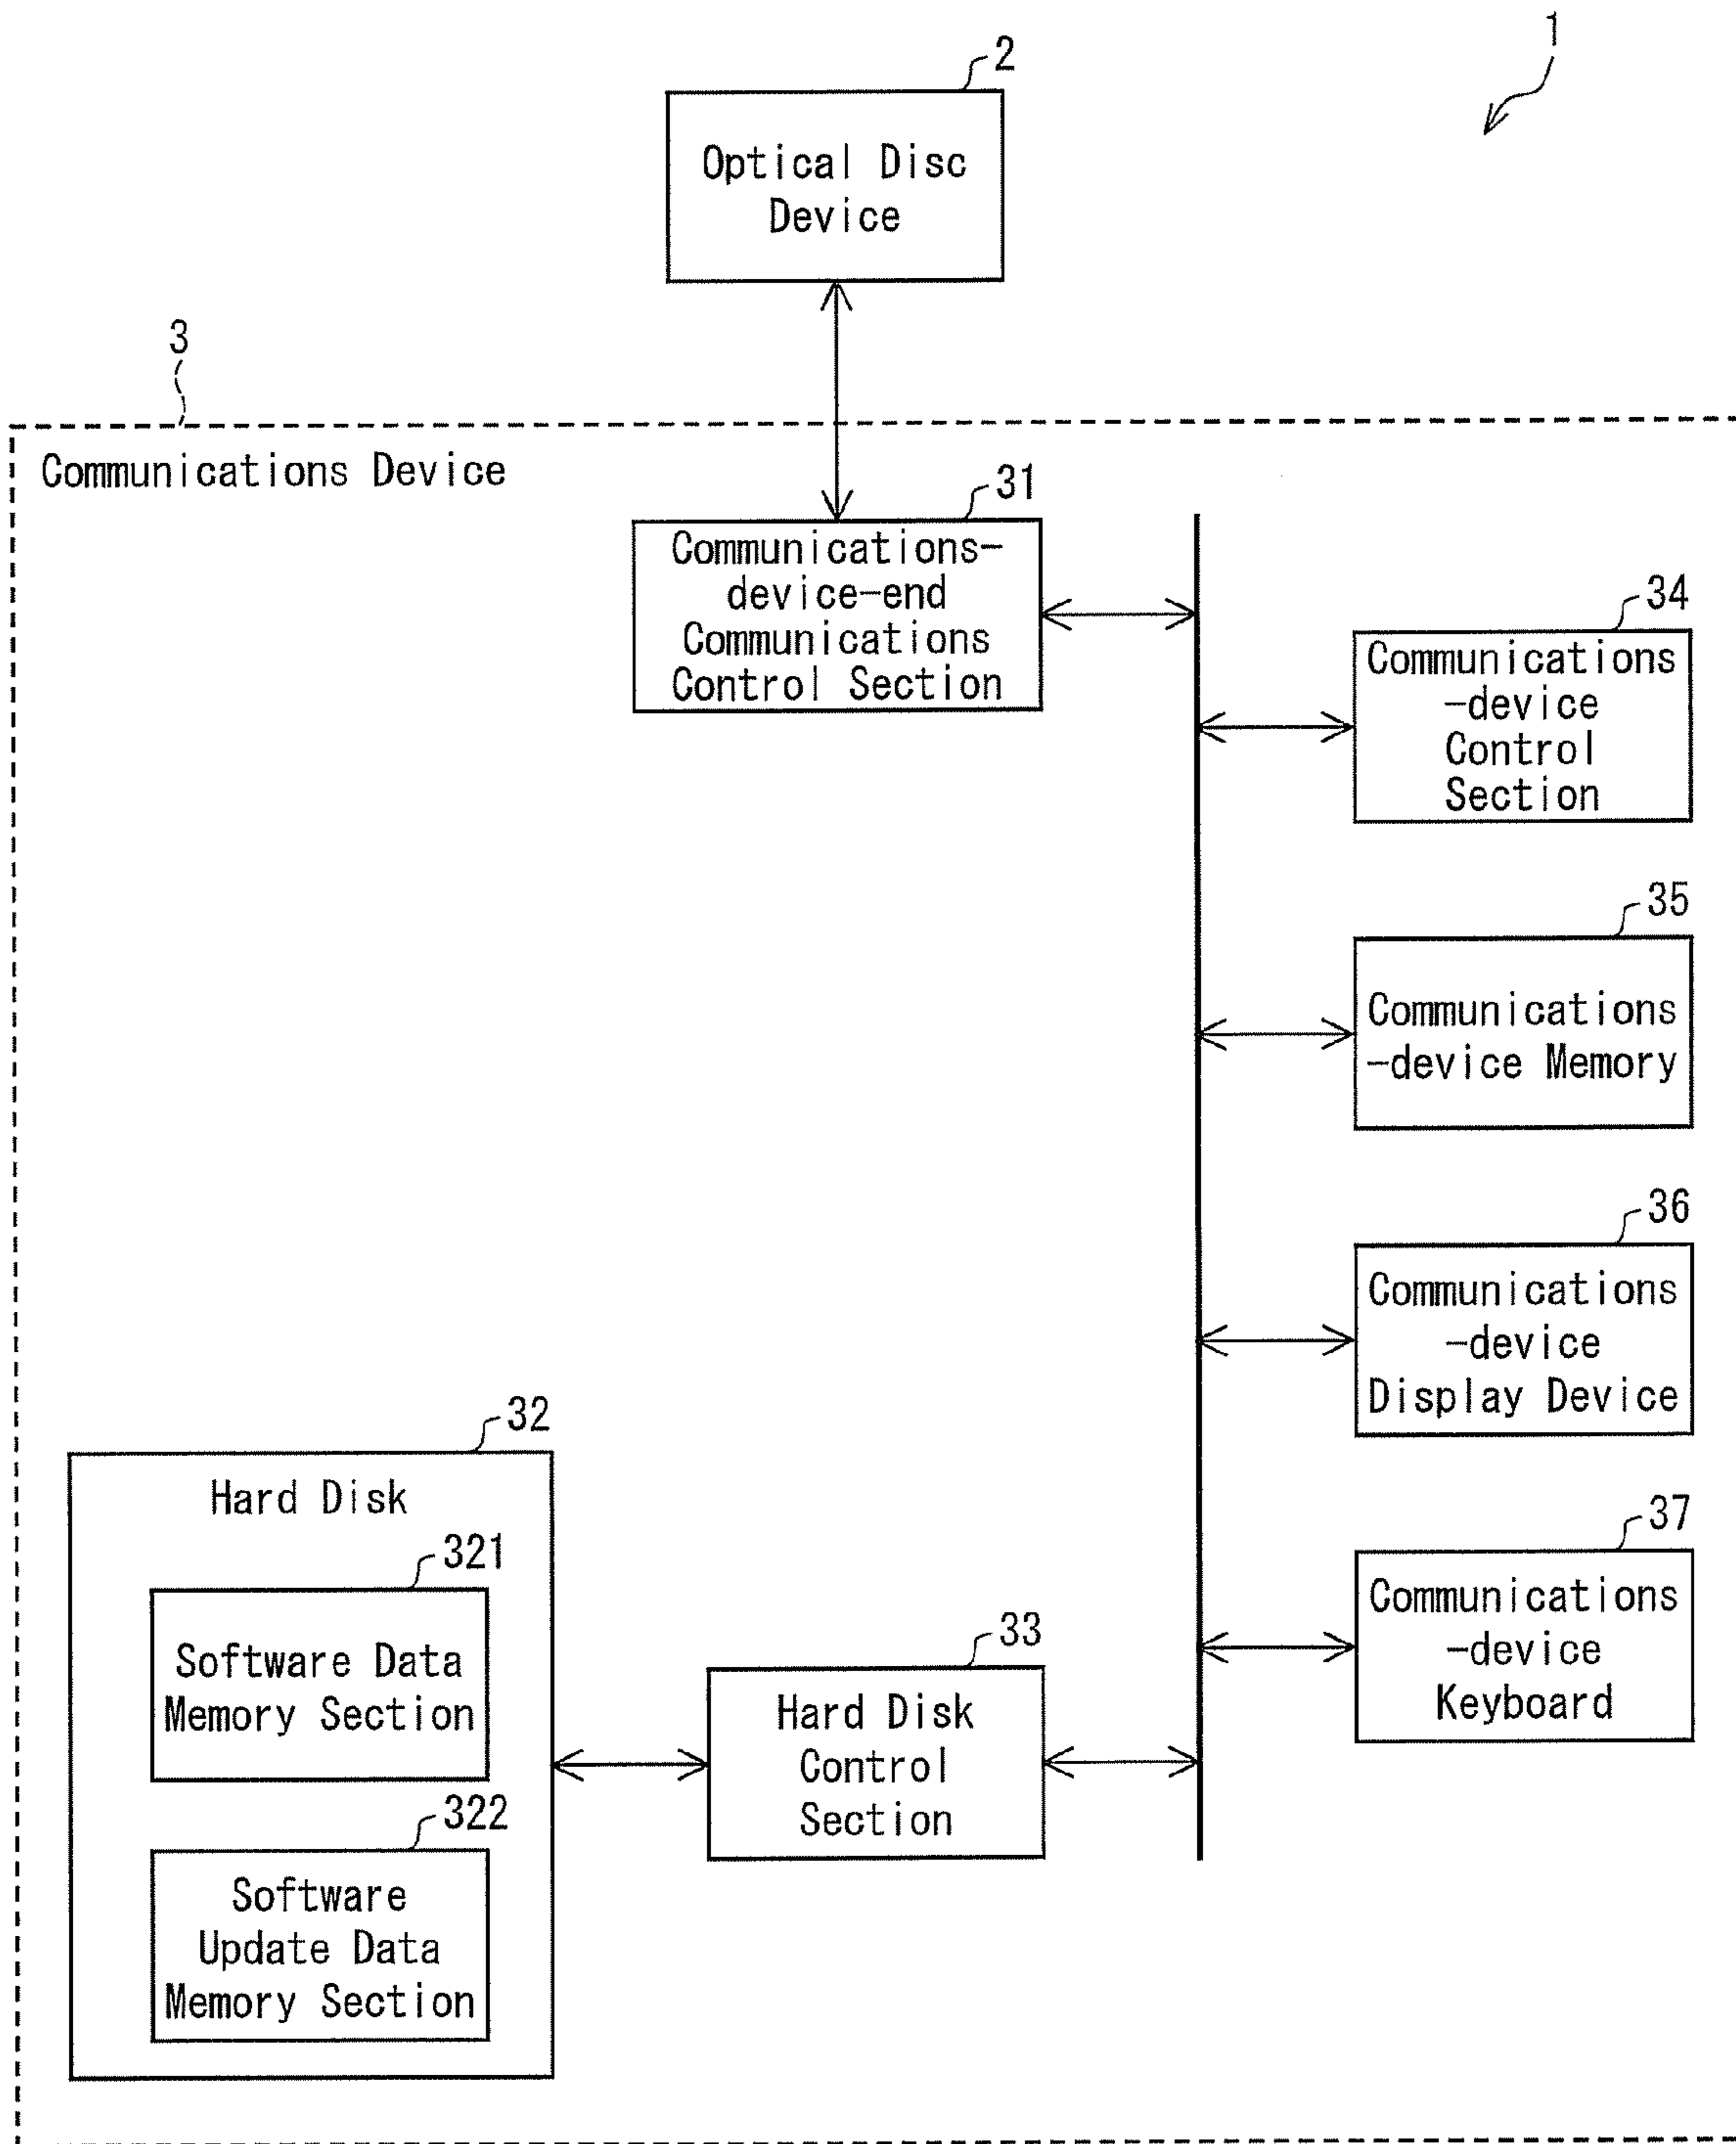 1
2
Optical Disc
Device
3
Communications Device
31
Communications-
device-end
Communications
Control Section
34
Communications
-device
Control
Section
35
Communications
-device Memory
36
Communications
-device
Display Device
32
Hard Disk
321
Software Data
Memory Section
322
Software
Update Data
Memory Section
33
Hard Disk
Control
Section
37
Communications
-device
Keyboard